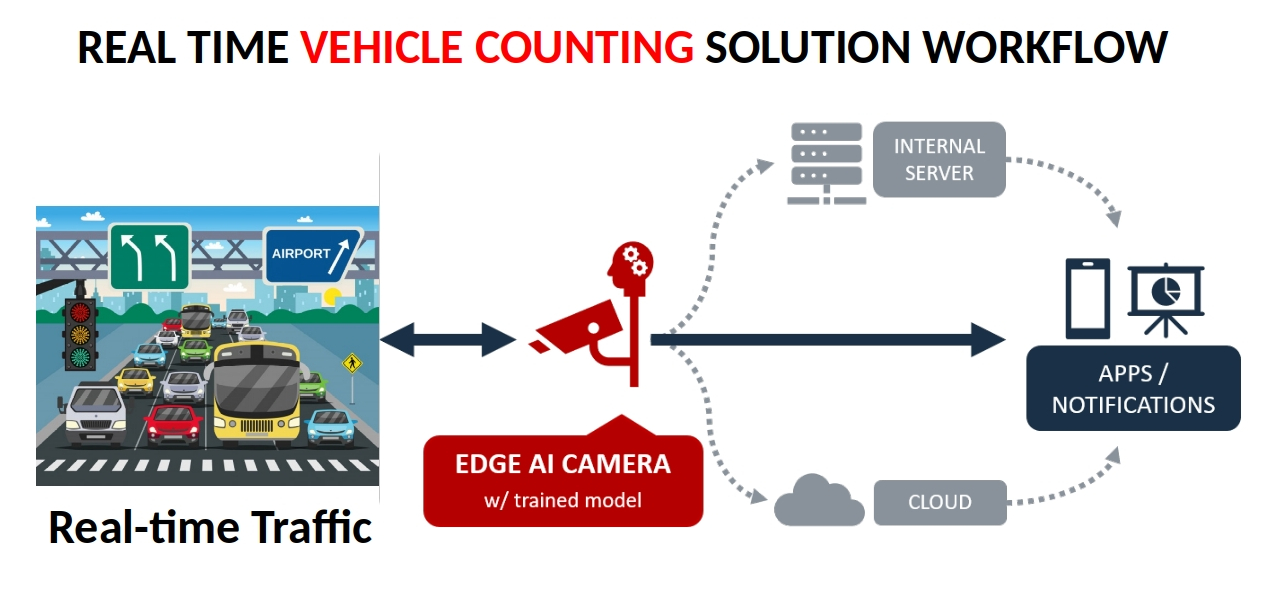 REAL TIME VEHICLE COUNTING SOLUTION WORKFLOW
INTERNAL
SERVER
AIRPORT
APPS /
NOTIFICATIONS
EDGE AI CAMERA
w/ trained model
CLOUD
Real-time Traffic